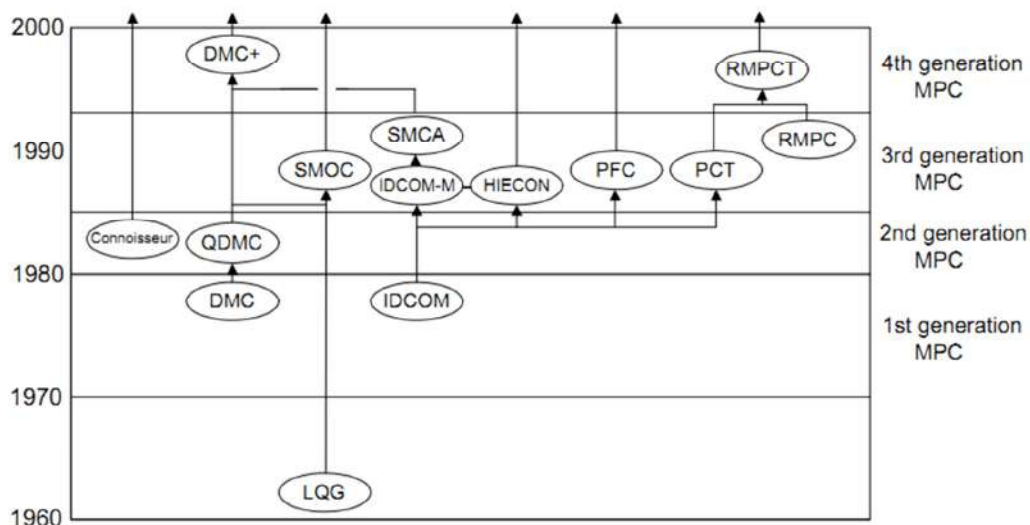 2000
DMC+
RMPCT
4th generation
MPC
SMCA
RMPC
1990
SMOC
IDCOM-M
HIECON
PFC
PCT
3rd generation
MPC
Connoisseur
QDMC
2nd generation
MPC
1980
DMC
IDCOM
1st generation
MPC
1970
LQG
1960